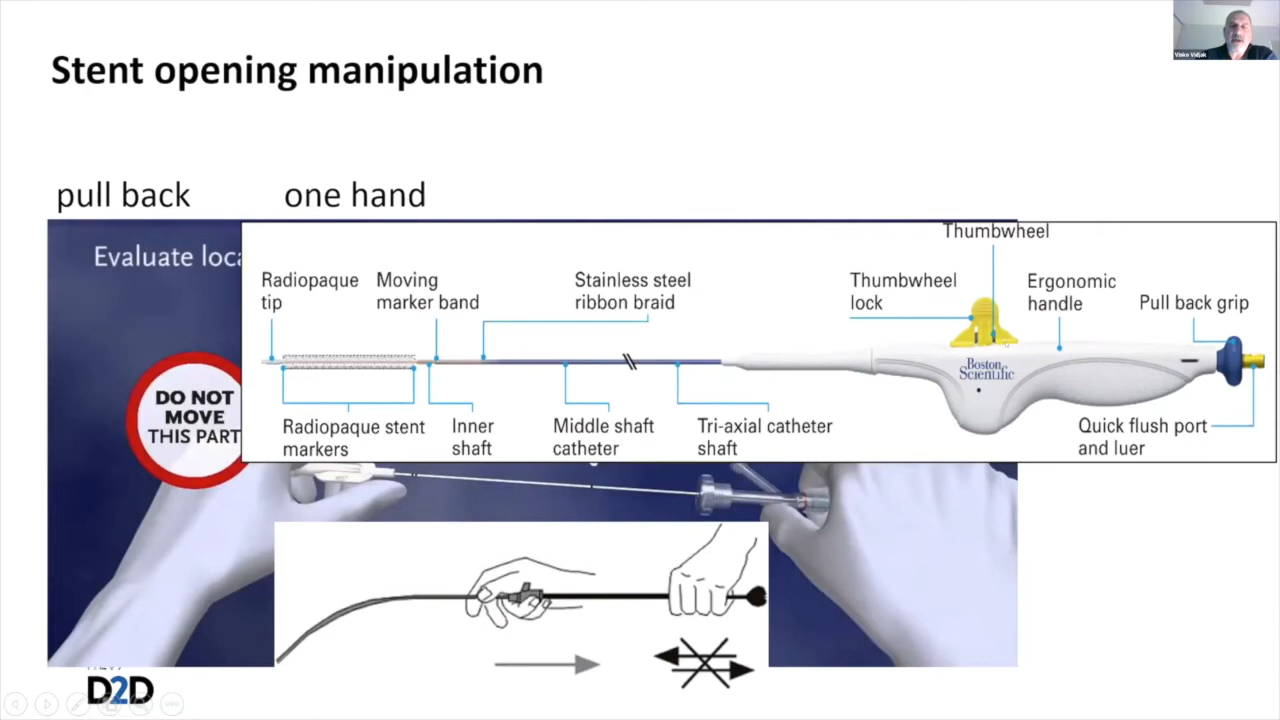 Stent opening manipulation
Vinko Vidjak
pull back
one hand
Evaluate loca
DO NOT
MOVE
THIS PART
Radiopaque
tip
Moving
marker band
Stainless steel
ribbon braid
Thumbwheel
Thumbwheel
lock
Ergonomic
handle
Pull back grip
Boston
Scientific
Radiopaque stent
markers
Inner
shaft
Middle shaft
catheter
Tri-axial catheter
shaft
Quick flush port
and luer
D2D